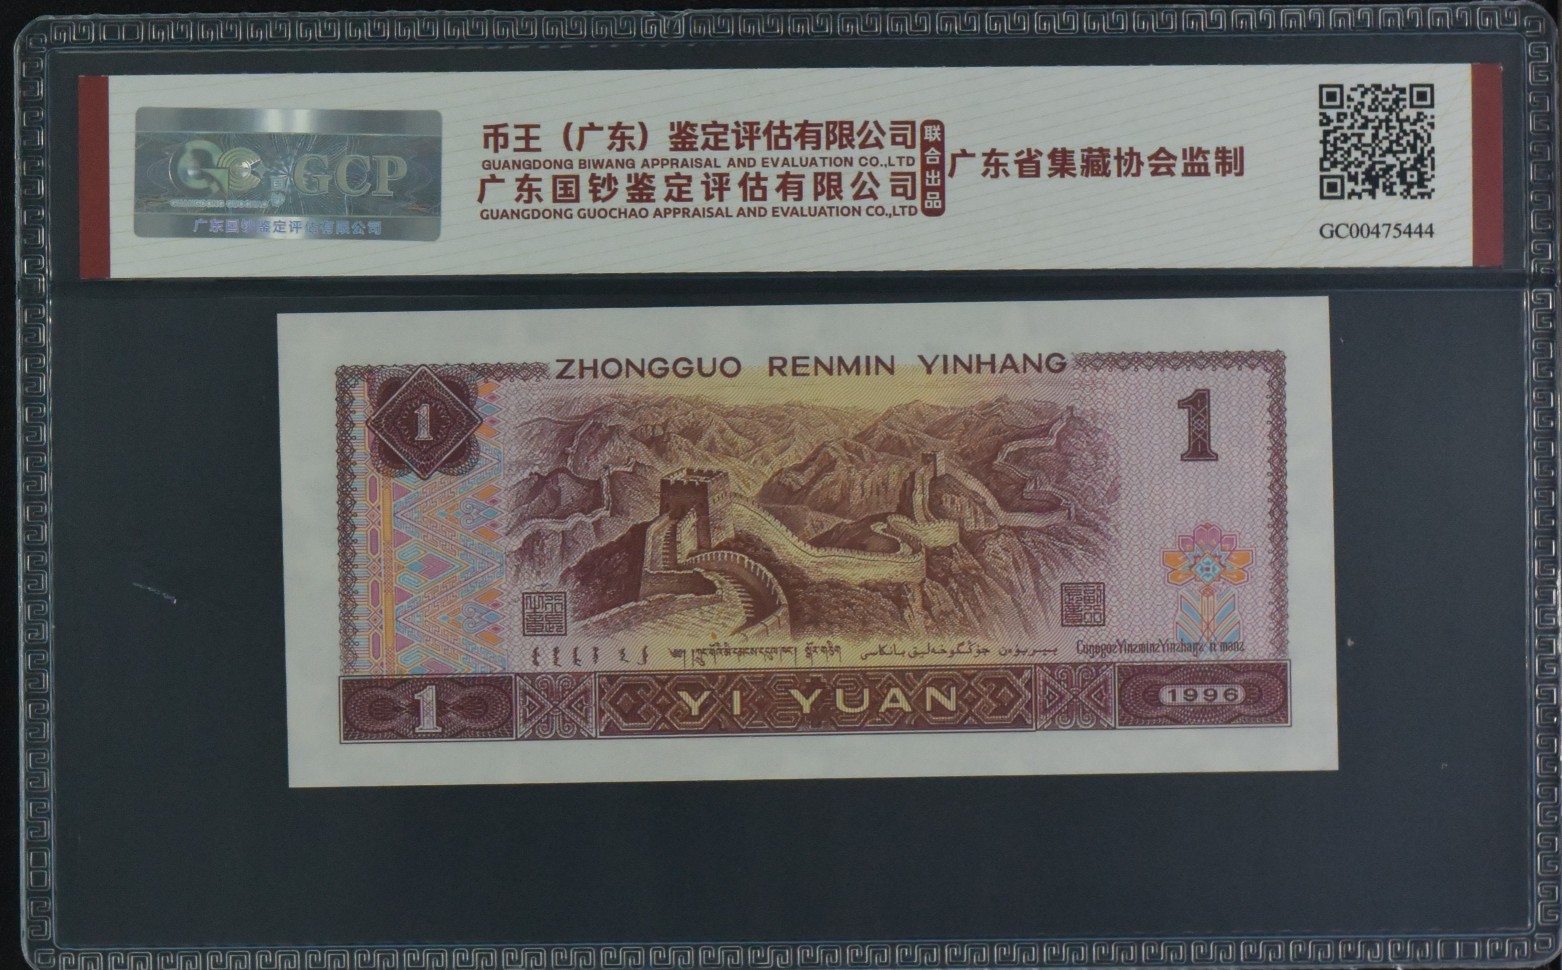 GCP
广东国钞鉴定评估有限公司
币王（广东）鉴定评估有限公司
GUANGDONG BIWANG APPRAISAL AND EVALUATION CO.,LTD
广东国钞鉴定评估有限公司
GUANGDONG GUOCHAO APPRAISAL AND EVALUATION CO.,LTD
联合出品
广东省集藏协会监制
GC00475444
ZHONGGUO RENMIN YINHANG
1
1
1
YI YUAN
1996